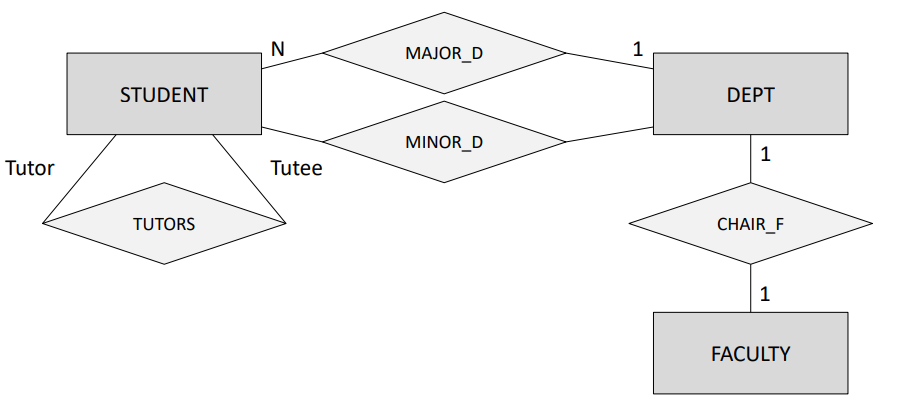 N
MAJOR_D
1
STUDENT
DEPT
MINOR_D
Tutor
Tutee
1
TUTORS
CHAIR_F
1
FACULTY